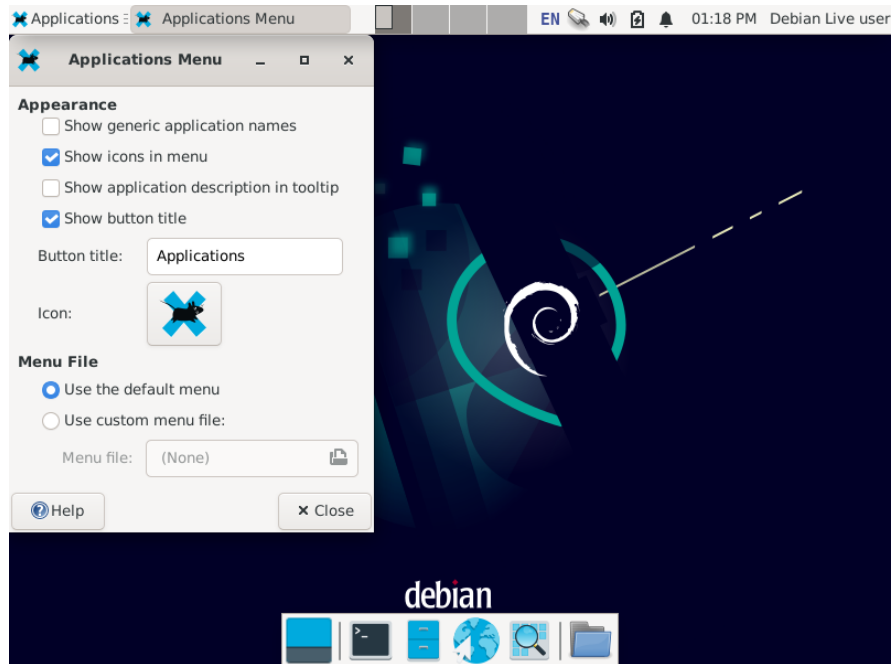 Applications Applications Menu EN 01:18 PM Debian Live user
Applications Menu
Appearance
Show generic application names
Show icons in menu
Show application description in tooltip
Show button title
Button title: Applications
Icon:
Menu File
Use the default menu
Use custom menu file:
Menu file: (None)
Help Close
debian
>_